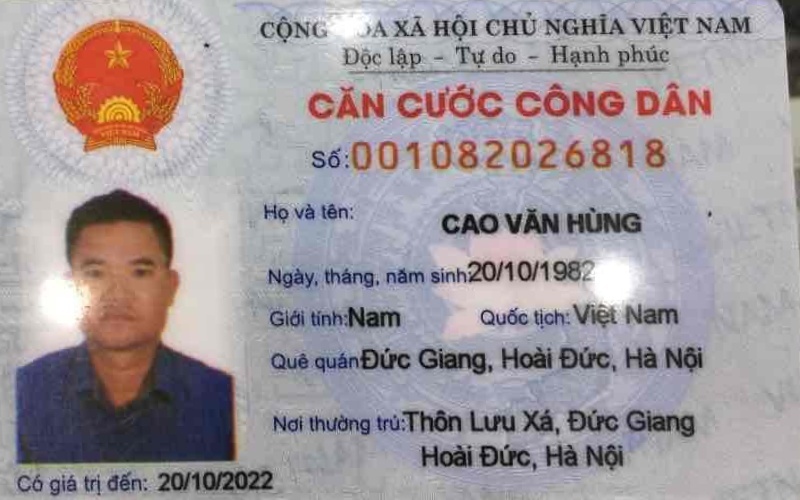 CỘNG HÒA XÃ HỘI CHỦ NGHĨA VIỆT NAM
Độc lập - Tự do - Hạnh phúc
CĂN CƯỚC CÔNG DÂN
Số: 001082026818
Họ và tên:
CAO VĂN HÙNG
Ngày, tháng, năm sinh: 20/10/1982
Giới tính: Nam Quốc tịch: Việt Nam
Quê quán Đức Giang, Hoài Đức, Hà Nội
Nơi thường trú: Thôn Lưu Xá, Đức Giang
Hoài Đức, Hà Nội
Có giá trị đến: 20/10/2022
VIỆT NAM